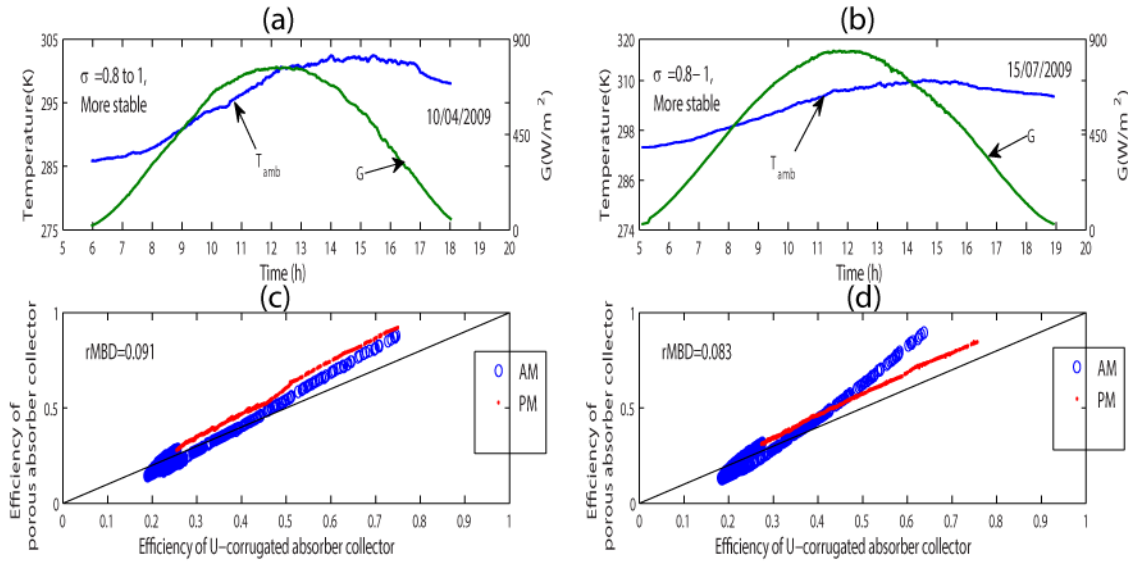 (a)
Temperature(K)
305
295
285
275
σ =0.8 to 1,
More stable
10/04/2009
T_amb
G
900
450
0
G(W/m ²)
5 6 7 8 9 10 11 12 13 14 15 16 17 18 19 20
Time (h)
(b)
Temperature(K)
320
310
298
286
274
σ =0.8− 1,
More stable
15/07/2009
T_amb
G
900
450
0
G(W/m ²)
5 6 7 8 9 10 11 12 13 14 15 16 17 18 19 20
Time(h)
(c)
Efficiency of
porous absorber collector
1
0.5
0
rMBD=0.091
AM
PM
0 0.1 0.2 0.3 0.4 0.5 0.6 0.7 0.8 0.9 1
Efficiency of U−corrugated absorber collector
(d)
Efficiency of
porous absorber collector
1
0.5
0
rMBD=0.083
AM
PM
0 0.1 0.2 0.3 0.4 0.5 0.6 0.7 0.8 0.9 1
Efficiency of U−corrugated absorber collector